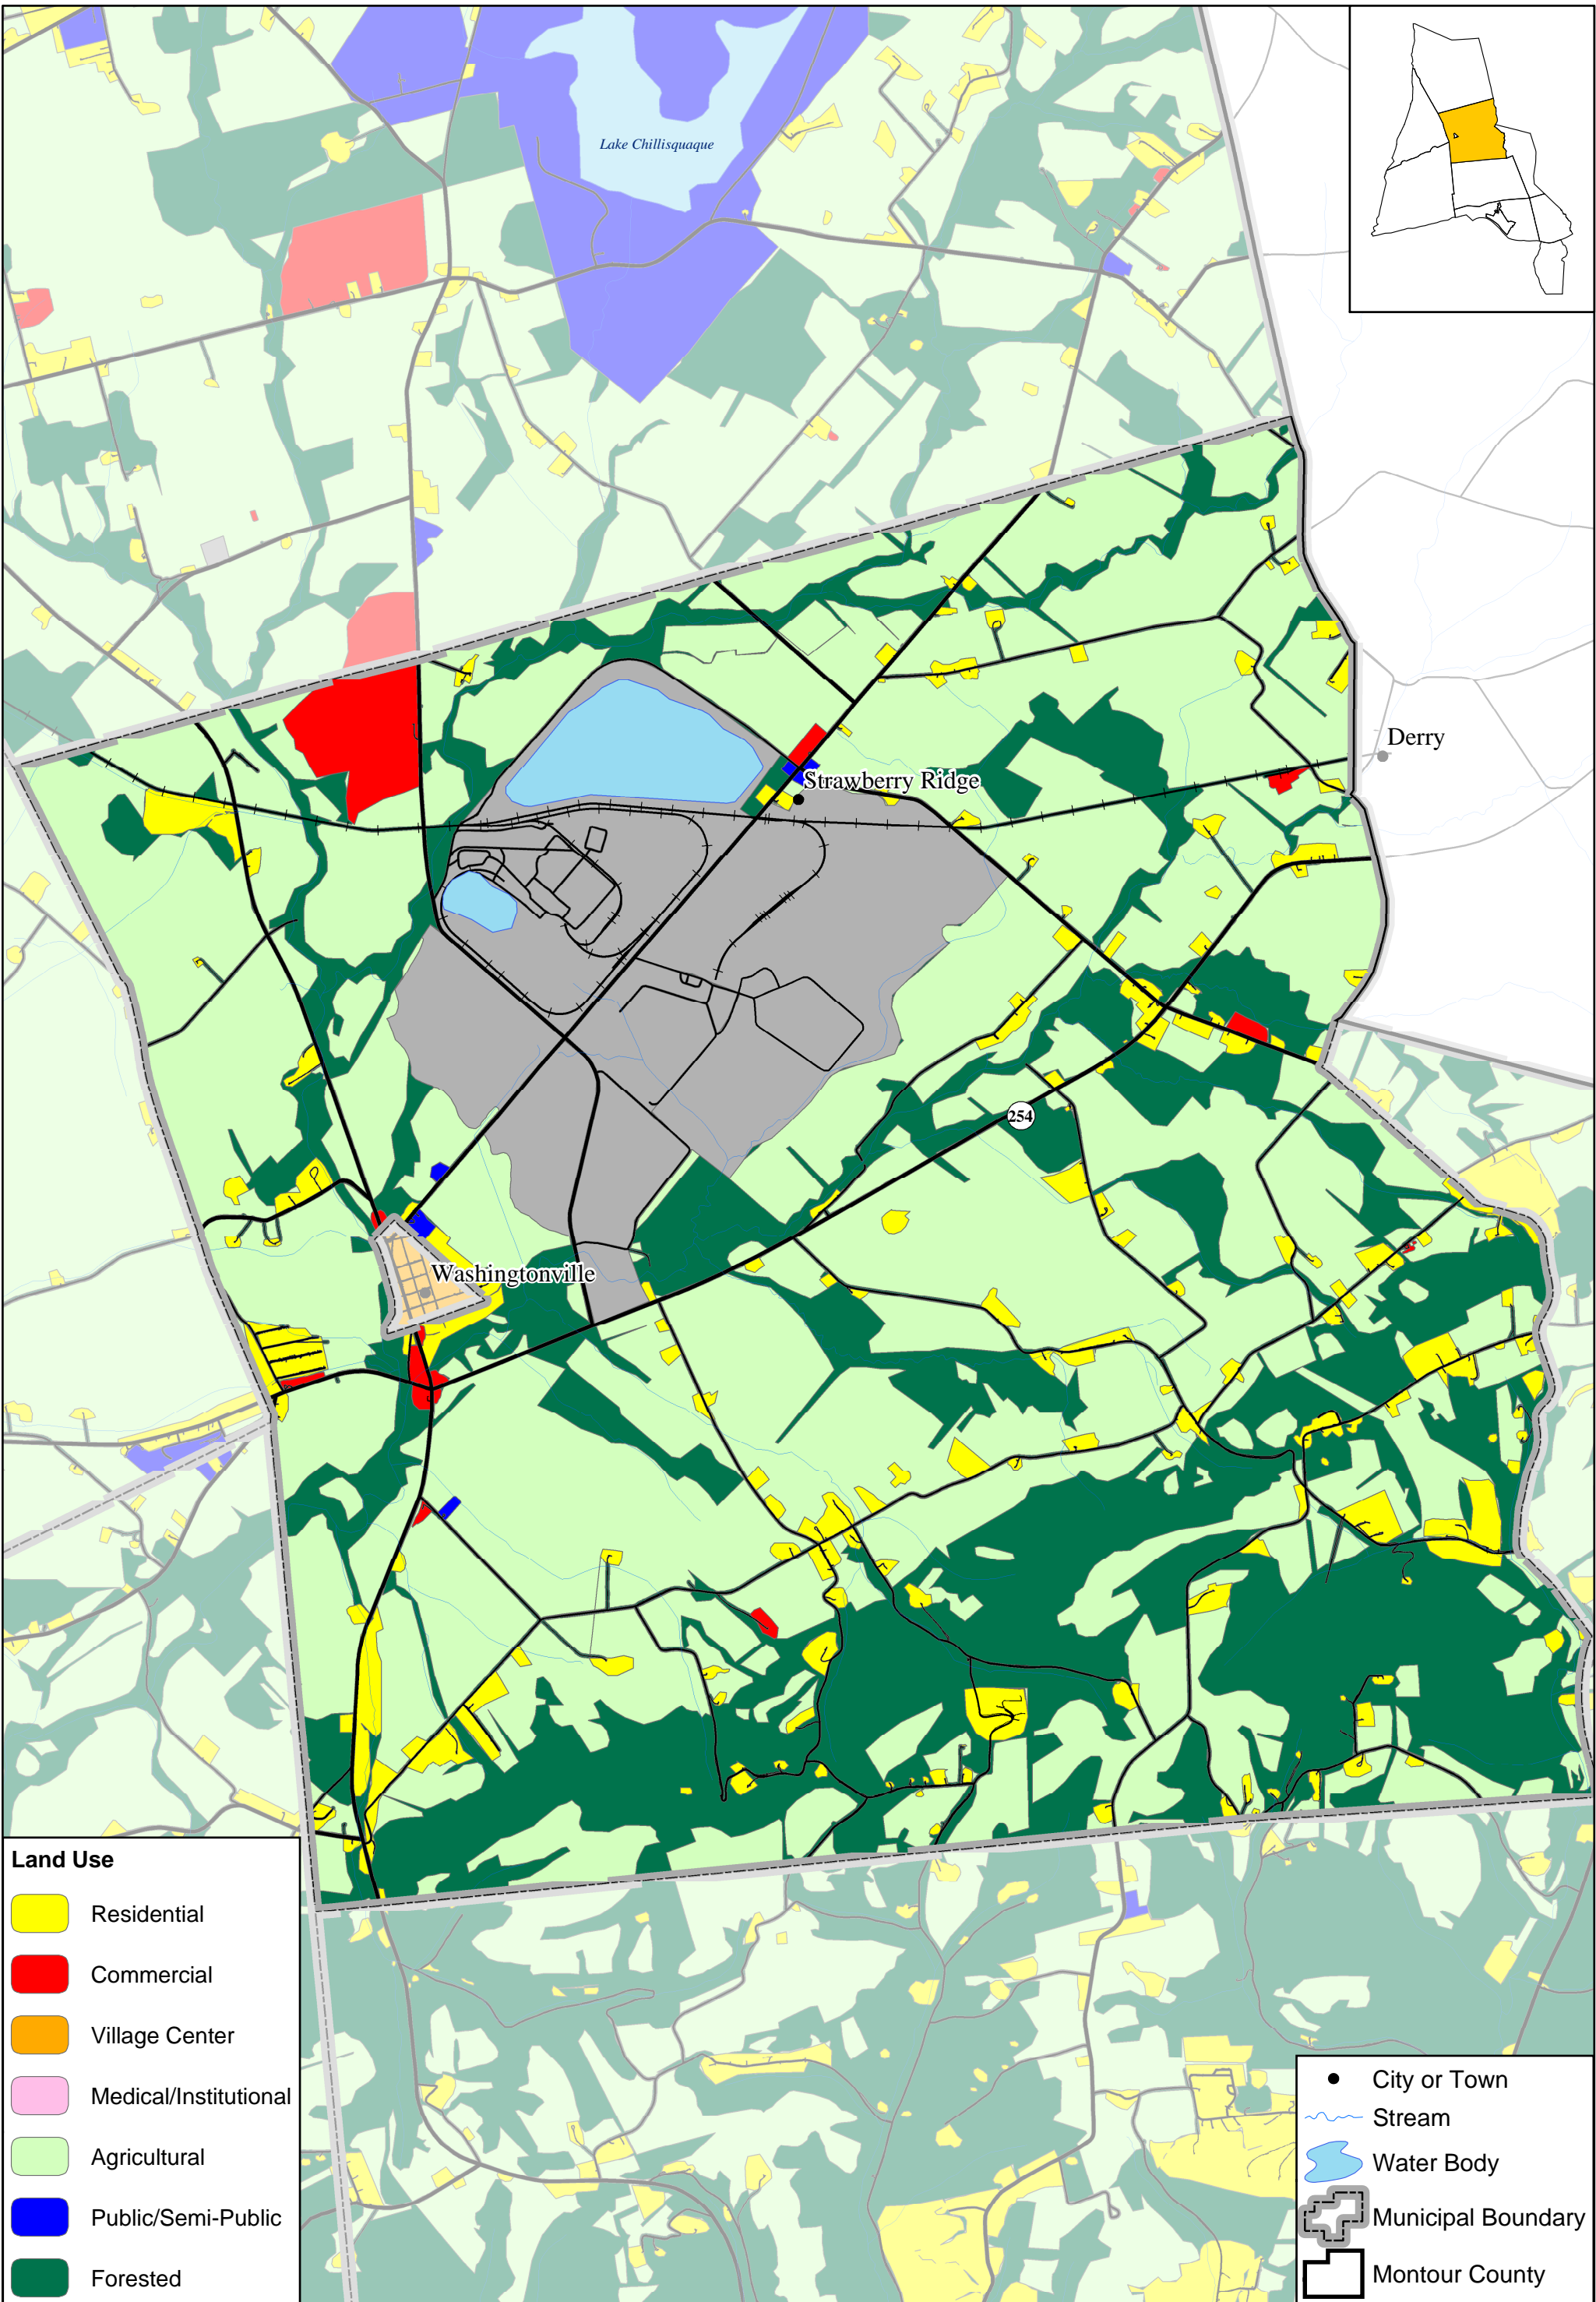 Lake Chillisquaque
Derry
Strawberry Ridge
254
Washingtonville
Land Use
Residential
Commercial
Village Center
Medical/Institutional
Agricultural
Public/Semi-Public
Forested
City or Town
Stream
Water Body
Municipal Boundary
Montour County